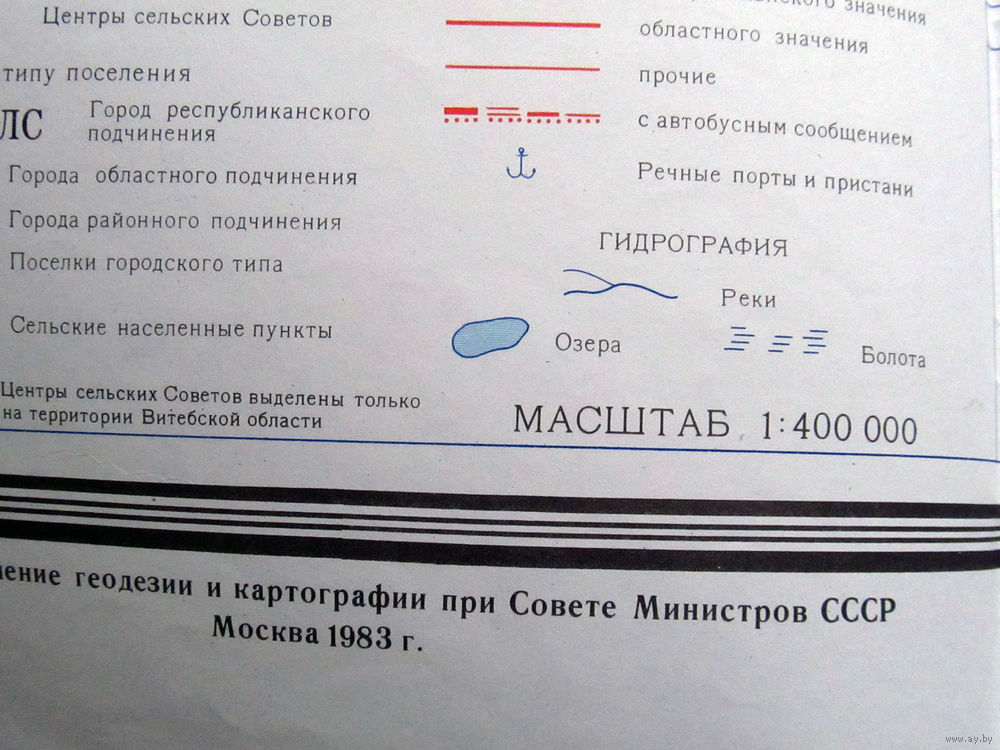 Центры сельских Советов
типу поселения
ЛС
Город республиканского
подчинения
Города областного подчинения
Города районного подчинения
Поселки городского типа
Сельские населенные пункты
Центры сельских Советов выделены только
на территории Витебской области
значения
областного значения
прочие
с автобусным сообщением
Речные порты и пристани
ГИДРОГРАФИЯ
Реки
Озера
Болота
МАСШТАБ 1:400 000
геодезии и картографии при Совете Министров СССР
Москва 1983 г.
www.ay.by